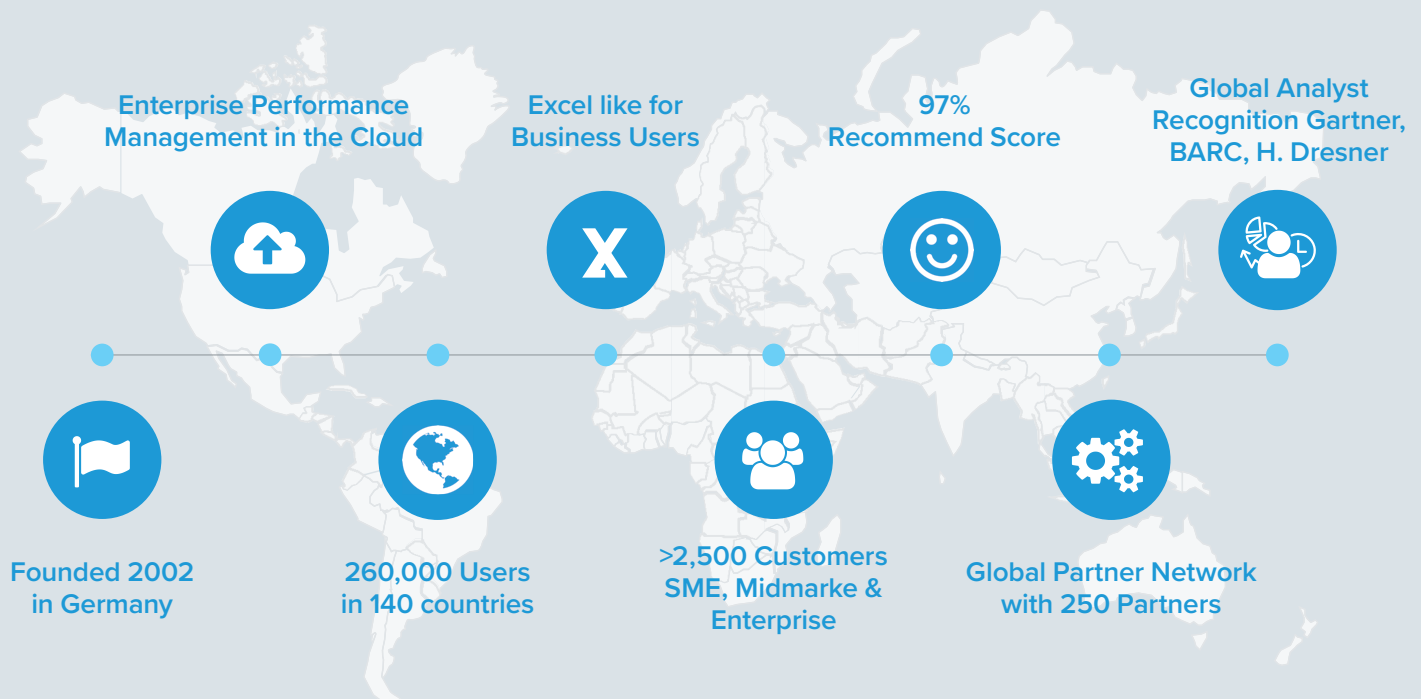 Enterprise Performance
Management in the Cloud
Excel like for
Business Users
97%
Recommend Score
Global Analyst
Recognition Gartner,
BARC, H. Dresner
Founded 2002
in Germany
260,000 Users
in 140 countries
>2,500 Customers
SME, Midmarke &
Enterprise
Global Partner Network
with 250 Partners